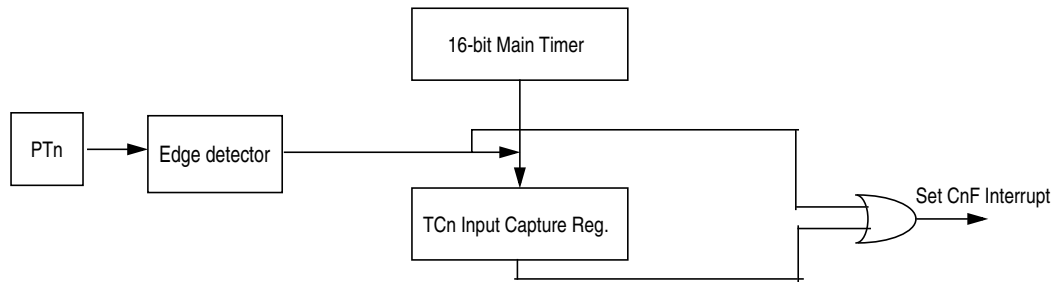 16-bit Main Timer
PTn
Edge detector
TCn Input Capture Reg.
Set CnF Interrupt